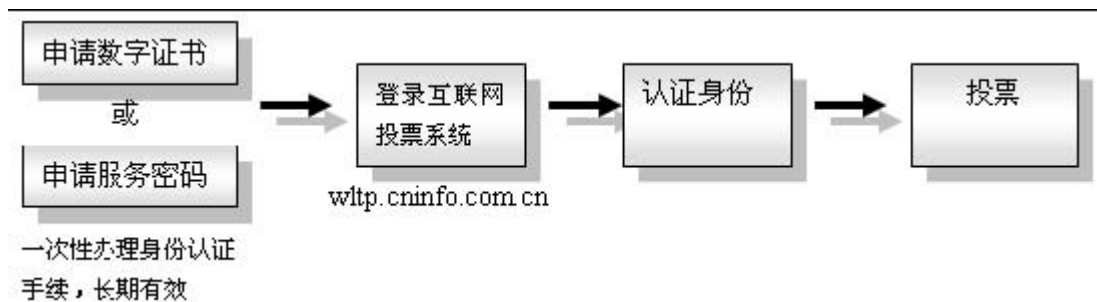 申请数字证书
或
申请服务密码
一次性办理身份认证
手续，长期有效
登录互联网
投票系统
wltp.cninfo.com.cn
认证身份
投票